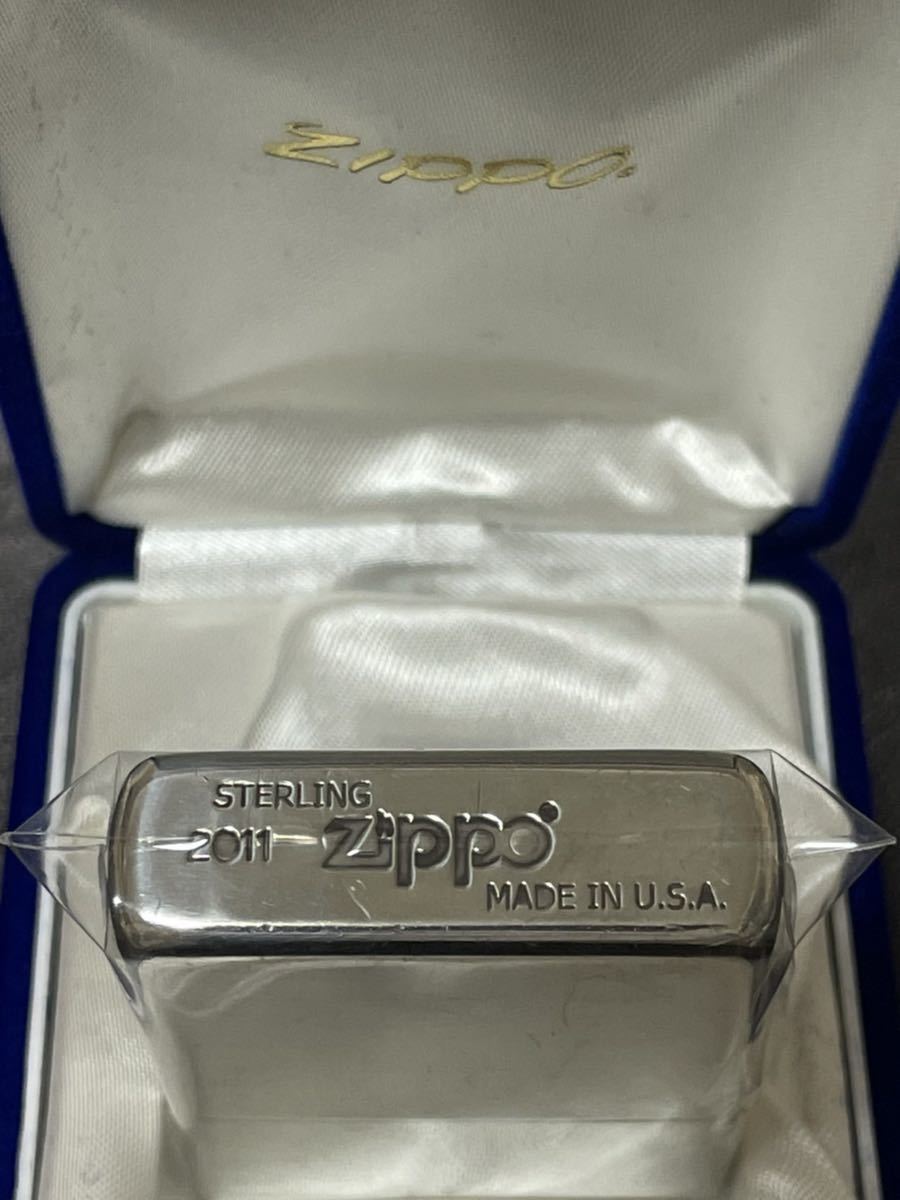 Zippo
STERLING
2011 Zippo
MADE IN U.S.A.